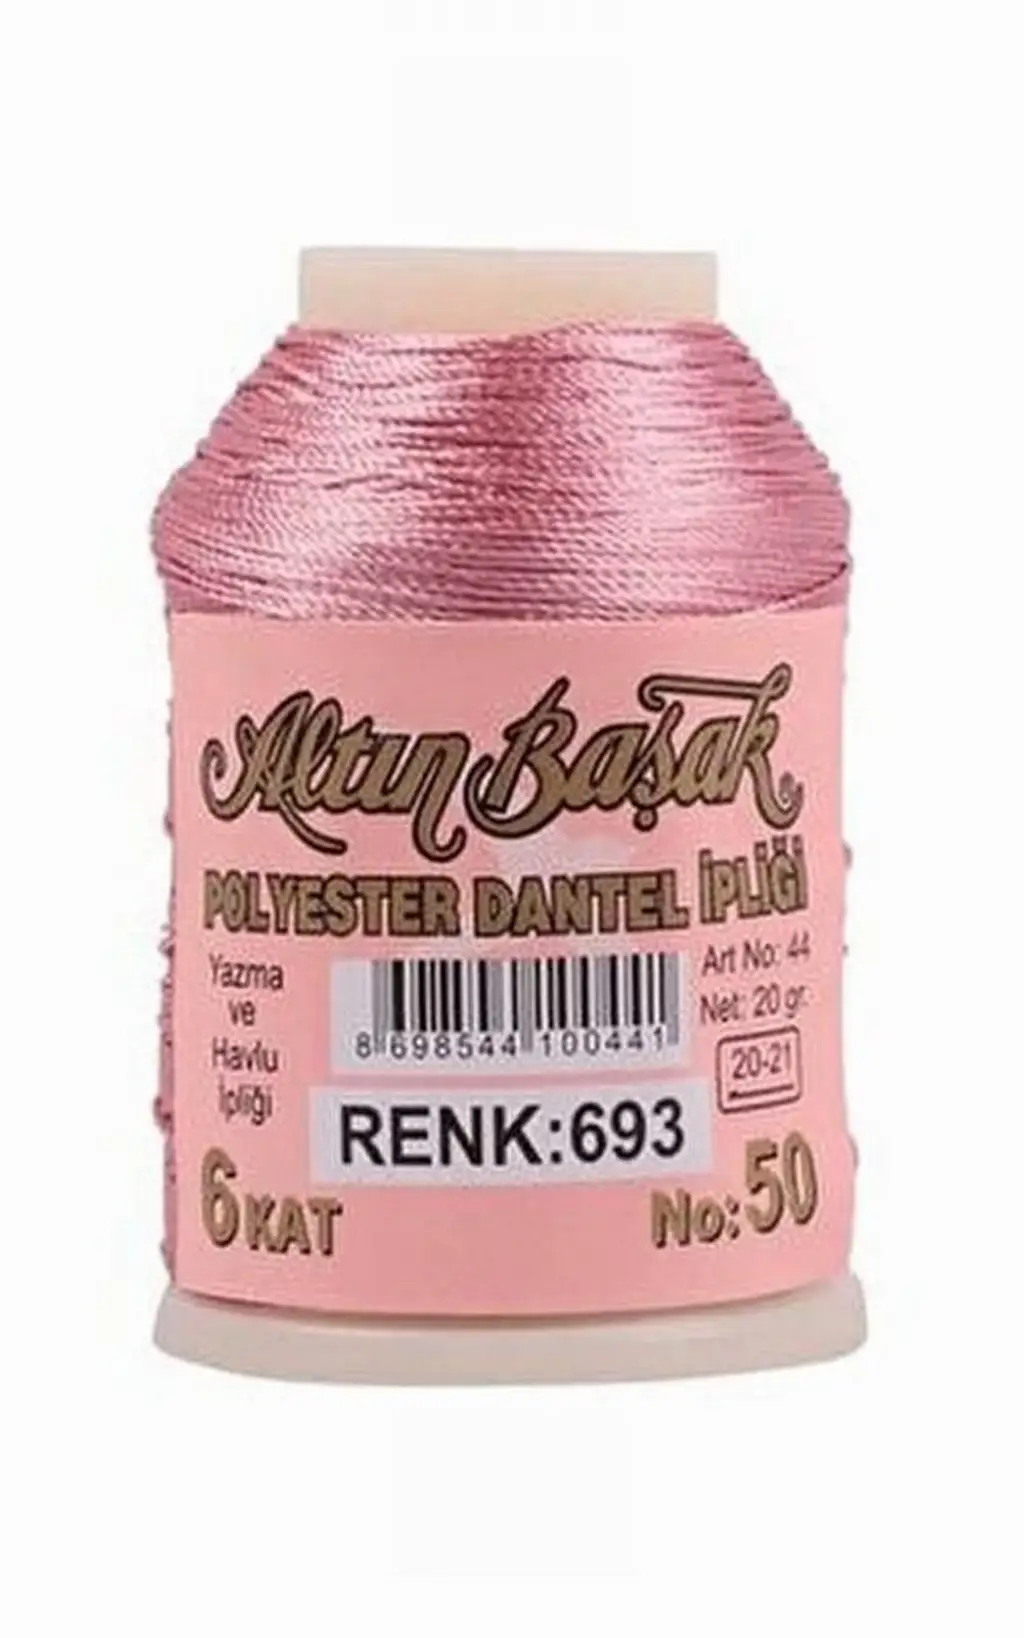 Altın Başak
POLYESTER DANTEL İPLİĞİ
Yazma
ve
Havlu
İpliği
8 698544 100441
Art No: 44
Net: 20 gr.
20-21
RENK:693
6 KAT
No: 50